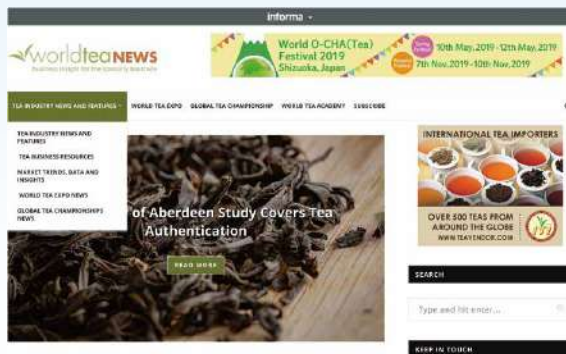 informa
worldteaNEWS
World O-CHA(Tea)
Festival 2019
Shizuoka, Japan
10th May, 2019 -12th May, 2019
7th Nov, 2019-10th Nov, 2019
TEA INDUSTRY NEWS AND FEATURES
WORLD TEA EXPO
GLOBAL TEA CHAMPIONSHIP
WORLD TEA ACADEMY
SUBSCRIBE
TEA INDUSTRY NEWS AND
FEATURES
TEA BUSINESS RESOURCES
MARKET TRENDS, DATA AND
INSIGHTS
WORLD TEA EXPO NEWS
GLOBAL TEA CHAMPIONSHIPS
NEWS
of Aberdeen Study Covers Tea
Authentication
READ MORE
INTERNATIONAL TEA IMPORTERS
OVER 500 TEAS FROM
AROUND THE GLOBE
WWW.TEAVENDOR.COM
SEARCH
Type and hit enter...
KEEP IN TOUCH